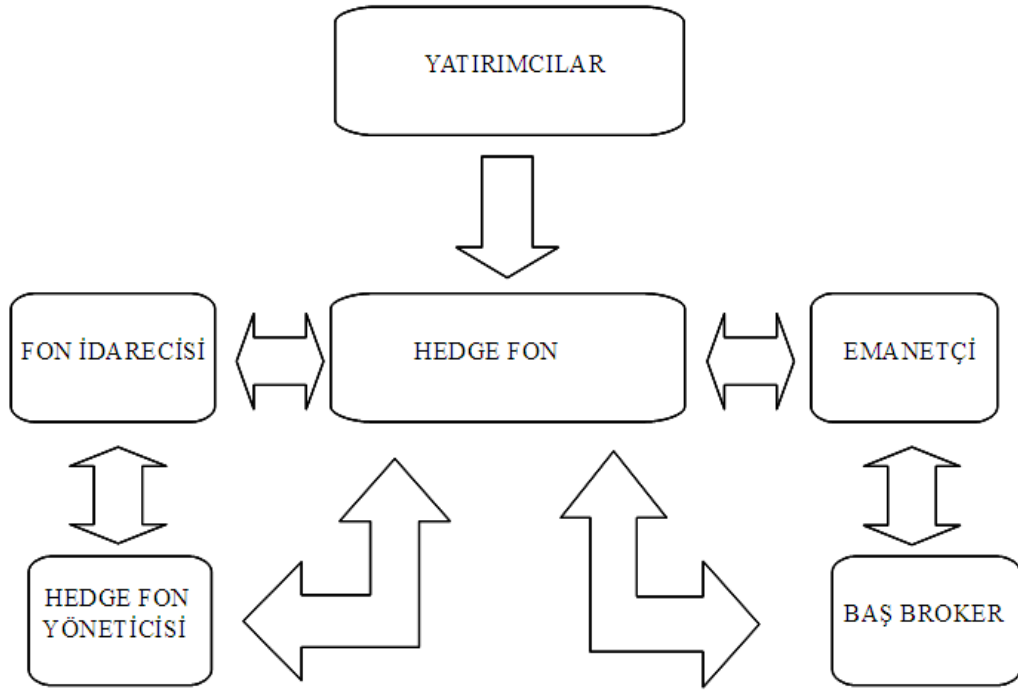 YATIRIMCILAR
FON İDARECİSİ
HEDGE FON
EMANETÇİ
HEDGE FON
YÖNETİCİSİ
BAŞ BROKER